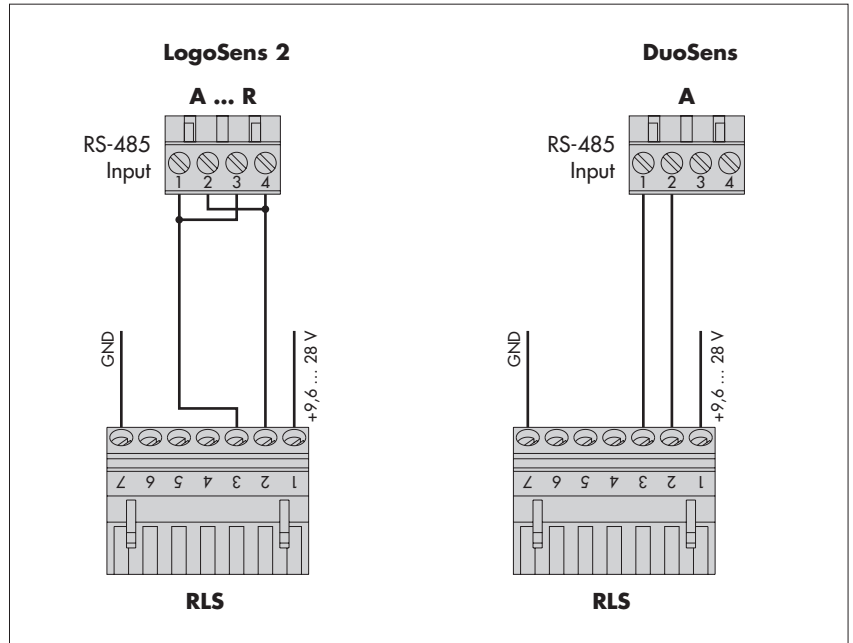 LogoSens 2
A ... R
RS-485
Input
1 2 3 4
GND
+9,6 ... 28 V
7 6 5 4 3 2 1
RLS
DuoSens
A
RS-485
Input
1 2 3 4
GND
+9,6 ... 28 V
7 6 5 4 3 2 1
RLS